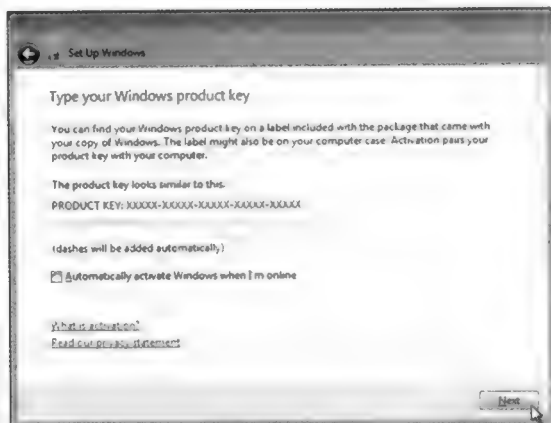 Set Up Windows
Type your Windows product key
You can find your Windows product key on a label included with the package that came with
your copy of Windows. The label might also be on your computer case. Activation pairs your
product key with your computer.
The product key looks similar to this:
PRODUCT KEY: XXXXX-XXXXX-XXXXX-XXXXX-XXXXX
(dashes will be added automatically)
Automatically activate Windows when I'm online
What is activation?
Read our privacy statement
Next